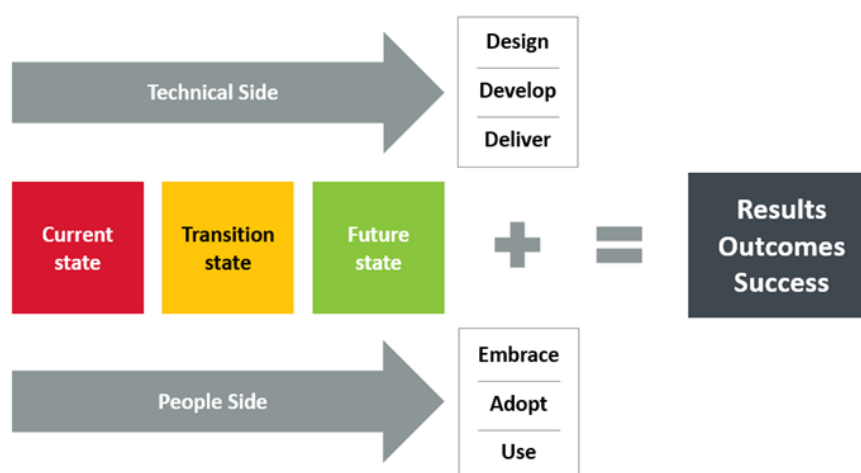 Technical Side
Design
Develop
Deliver
Current
state
Transition
state
Future
state
Results
Outcomes
Success
People Side
Embrace
Adopt
Use